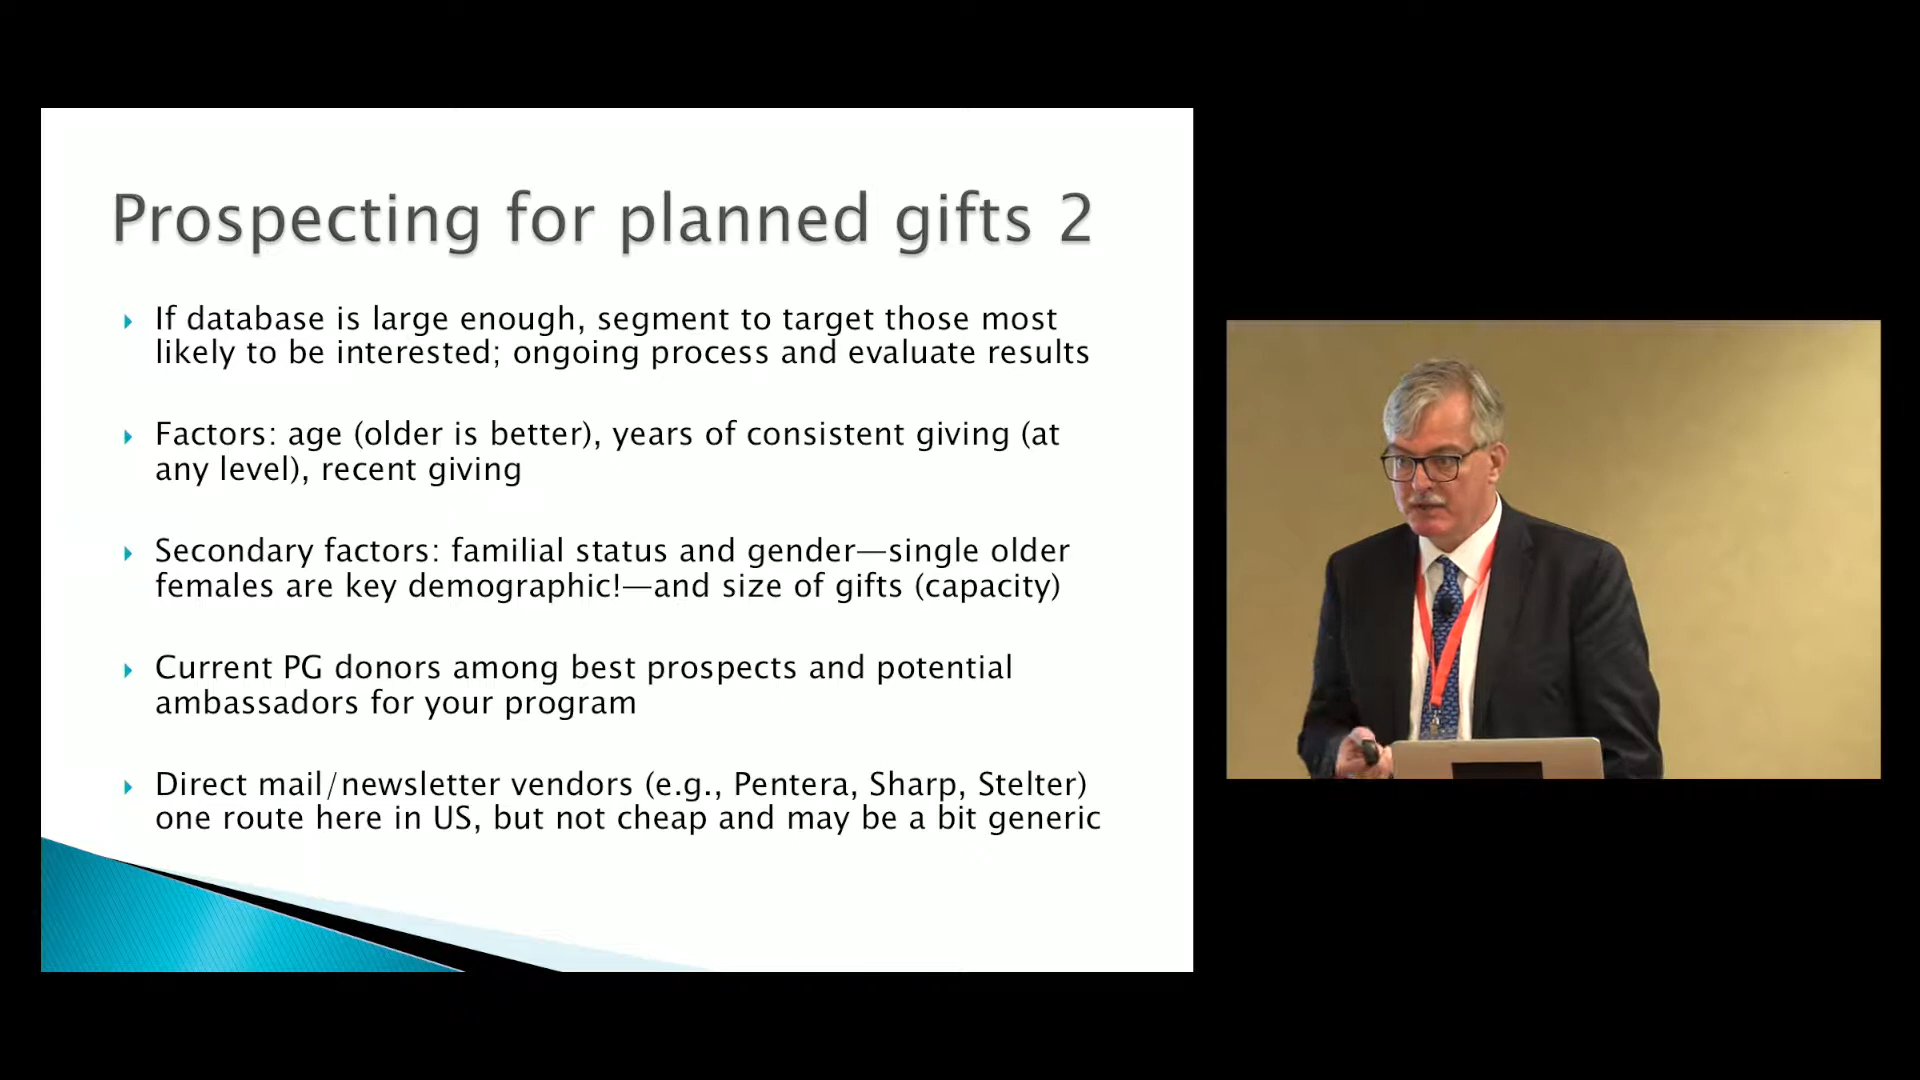 Prospecting for planned gifts 2
If database is large enough, segment to target those most
likely to be interested; ongoing process and evaluate results
Factors: age (older is better), years of consistent giving (at
any level), recent giving
Secondary factors: familial status and gender—single older
females are key demographic!—and size of gifts (capacity)
Current PG donors among best prospects and potential
ambassadors for your program
Direct mail/newsletter vendors (e.g., Pentera, Sharp, Stelter)
one route here in US, but not cheap and may be a bit generic